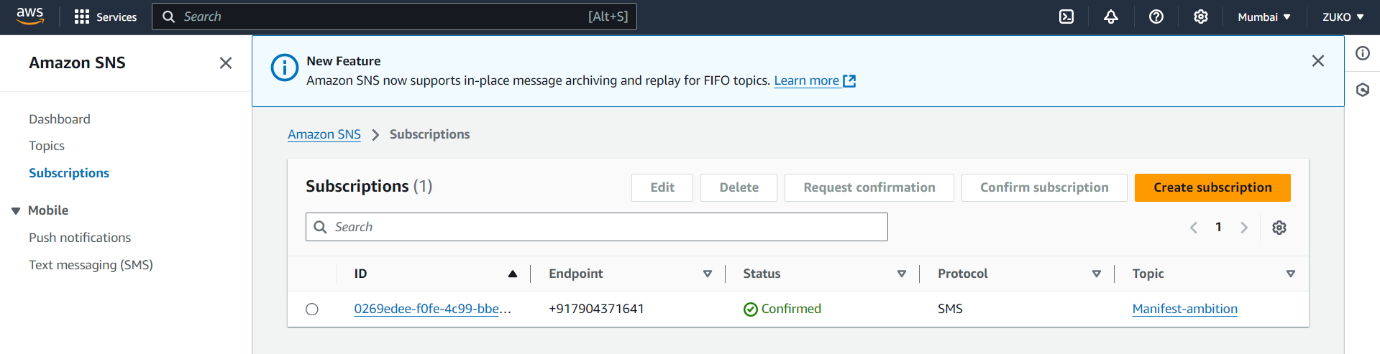 aws Services Search [Alt+S] Mumbai ZUKO
Amazon SNS
New Feature
Amazon SNS now supports in-place message archiving and replay for FIFO topics. Learn more
Dashboard
Topics
Subscriptions
Mobile
Push notifications
Text messaging (SMS)
Amazon SNS Subscriptions
Subscriptions (1) Edit Delete Request confirmation Confirm subscription Create subscription
Search 1
ID Endpoint Status Protocol Topic
0269edee-f0fe-4c99-bbe... +917904371641 Confirmed SMS Manifest-ambition